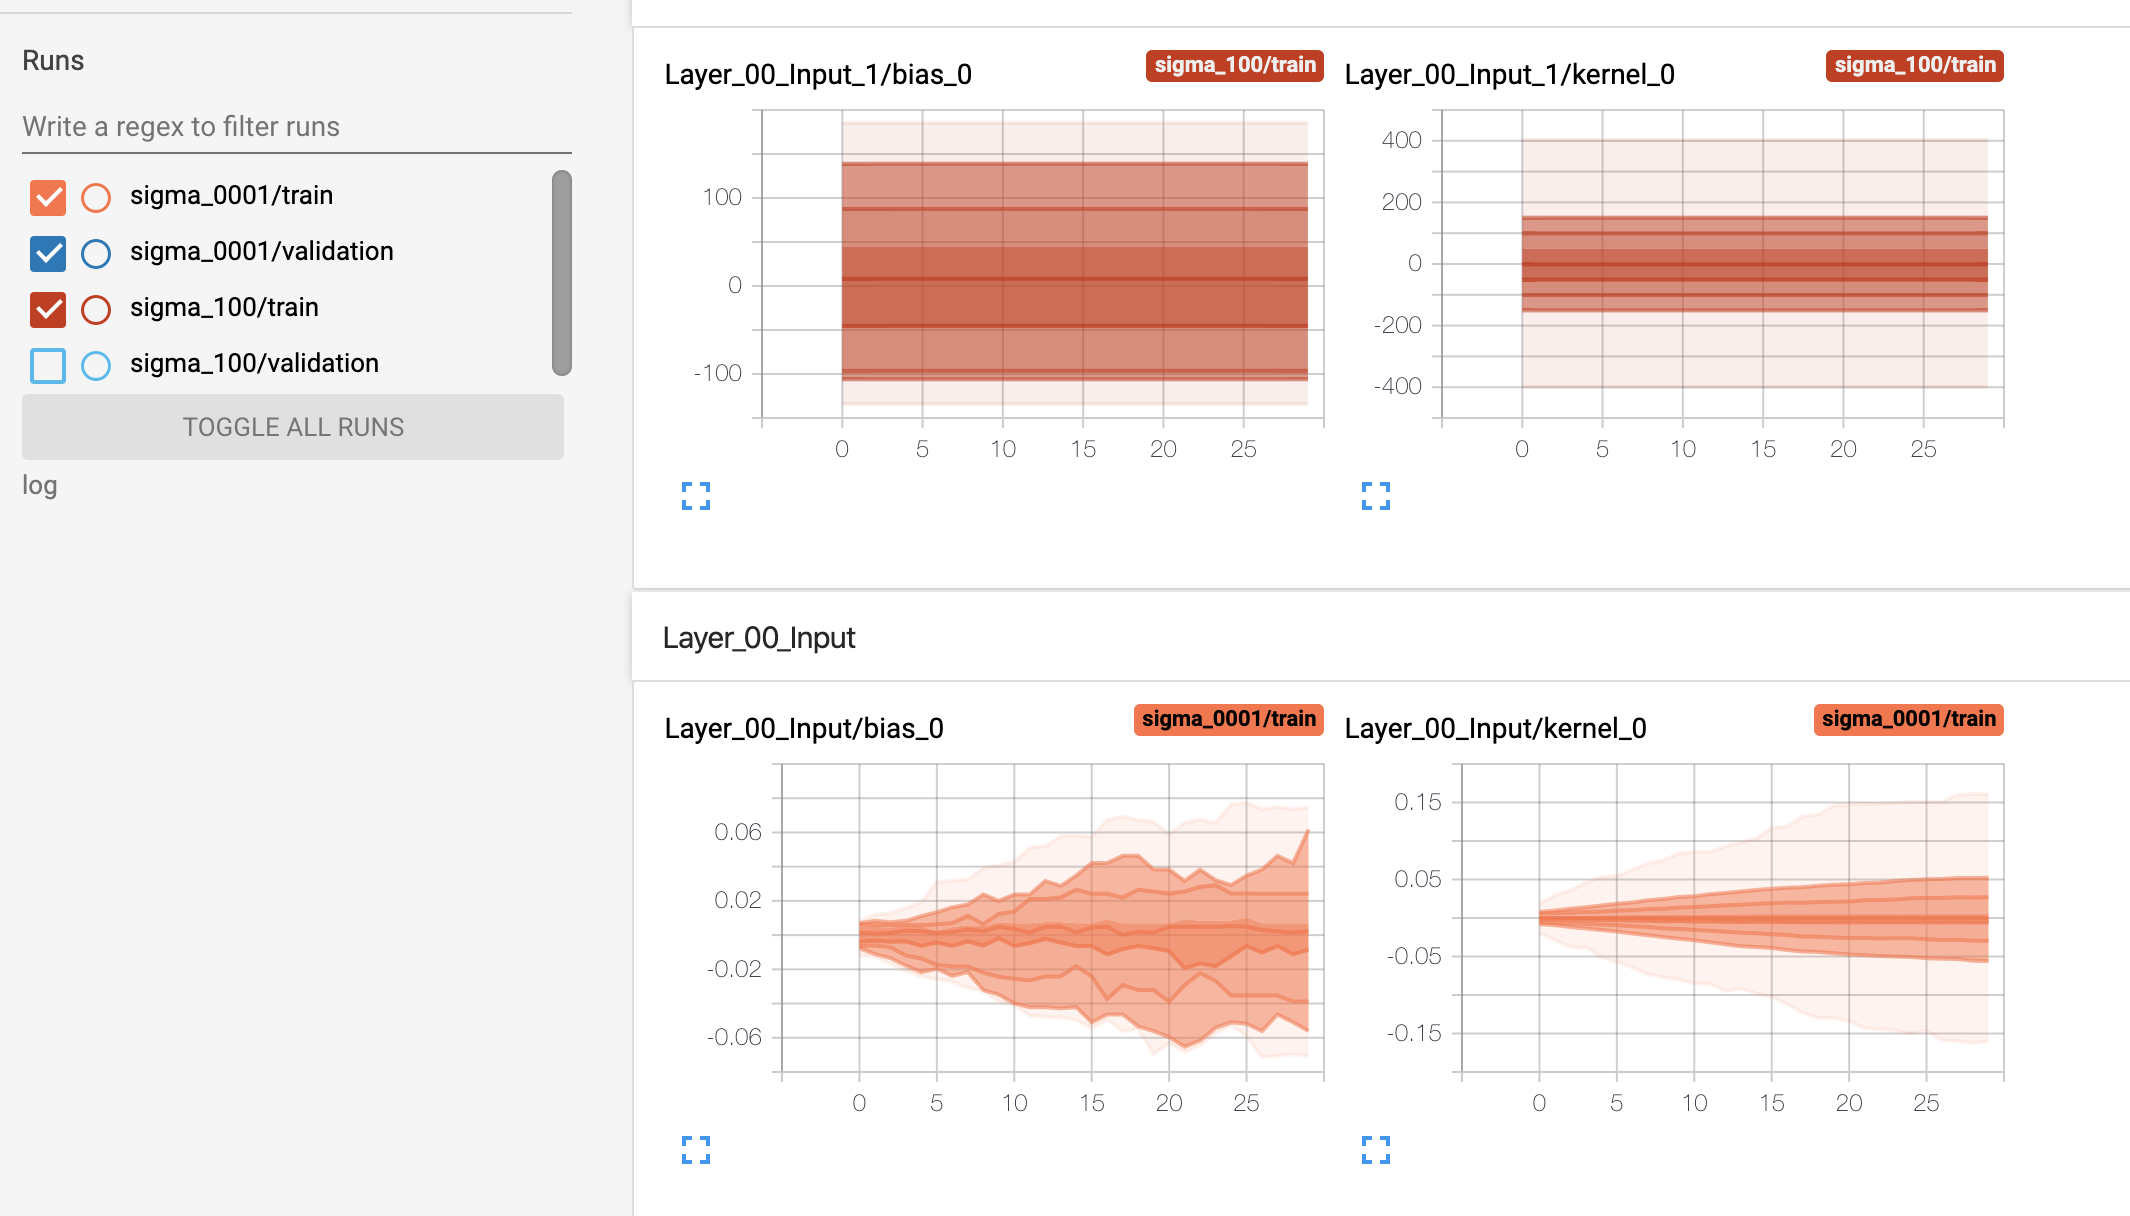 Runs
Write a regex to filter runs
sigma_0001/train
sigma_0001/validation
sigma_100/train
sigma_100/validation
TOGGLE ALL RUNS
log
Layer_00_Input_1/bias_0
sigma_100/train
100
0
-100
0 5 10 15 20 25
Layer_00_Input_1/kernel_0
sigma_100/train
400
200
0
-200
-400
0 5 10 15 20 25
Layer_00_Input
Layer_00_Input/bias_0
sigma_0001/train
0.06
0.02
-0.02
-0.06
0 5 10 15 20 25
Layer_00_Input/kernel_0
sigma_0001/train
0.15
0.05
-0.05
-0.15
0 5 10 15 20 25